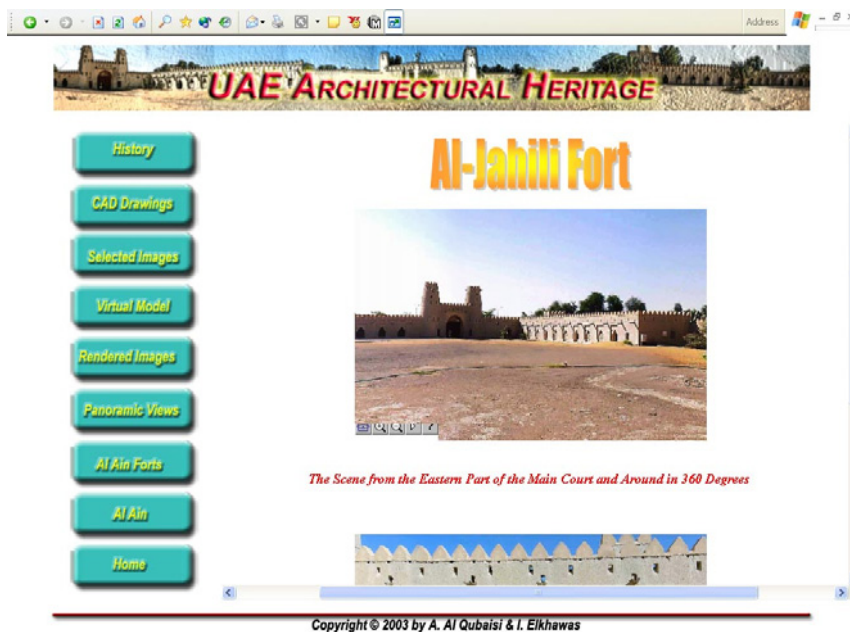 Address
UAE ARCHITECTURAL HERITAGE
Al-Jahili Fort
History
CAD Drawings
Selected Images
Virtual Model
Rendered Images
Panoramic Views
Al Ain Forts
Al Ain
Home
The Scene from the Eastern Part of the Main Court and Around in 360 Degrees
Copyright © 2003 by A. Al Qubaisi & I. Elkhawas